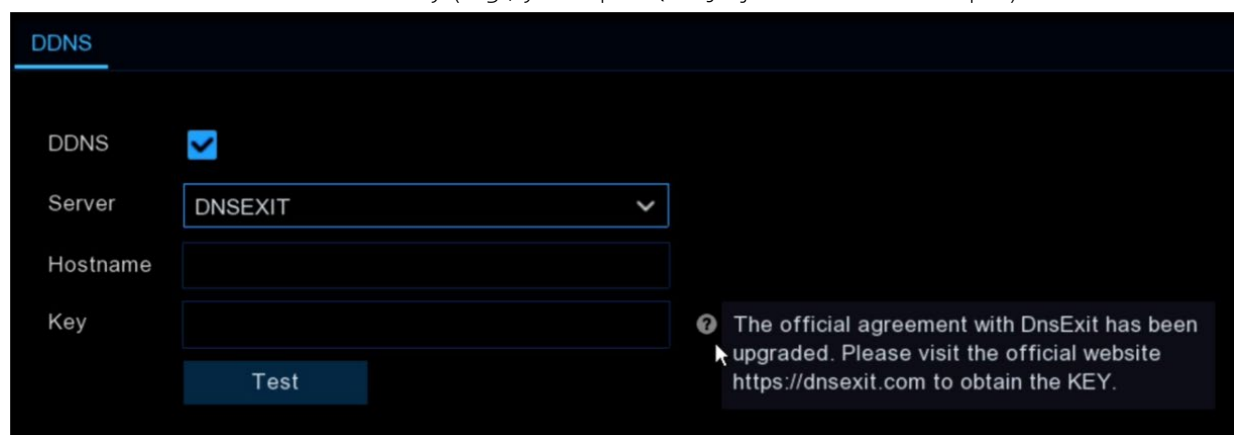 DDNS
DDNS
Server
DNSEXIT
Hostname
Key
The official agreement with DnsExit has been
upgraded. Please visit the official website
https://dnsexit.com to obtain the KEY.
Test